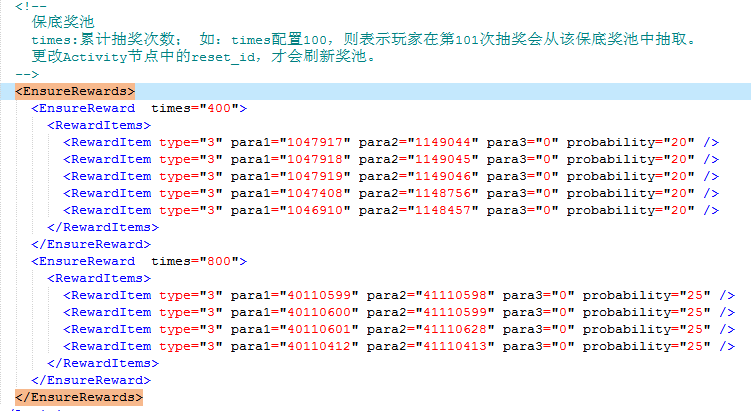 <!--
保底奖池
times:累计抽奖次数； 如：times配置100，则表示玩家在第101次抽奖会从该保底奖池中抽取。
更改Activity节点中的reset_id，才会刷新奖池。
-->
<EnsureRewards>
<EnsureReward  times="400">
<RewardItems>
<RewardItem type="3" para1="1047917" para2="1149044" para3="0" probability="20" />
<RewardItem type="3" para1="1047918" para2="1149045" para3="0" probability="20" />
<RewardItem type="3" para1="1047919" para2="1149046" para3="0" probability="20" />
<RewardItem type="3" para1="1047408" para2="1148756" para3="0" probability="20" />
<RewardItem type="3" para1="1046910" para2="1148457" para3="0" probability="20" />
</RewardItems>
</EnsureReward>
<EnsureReward  times="800">
<RewardItems>
<RewardItem type="3" para1="40110599" para2="41110598" para3="0" probability="25" />
<RewardItem type="3" para1="40110600" para2="41110599" para3="0" probability="25" />
<RewardItem type="3" para1="40110601" para2="41110628" para3="0" probability="25" />
<RewardItem type="3" para1="40110412" para2="41110413" para3="0" probability="25" />
</RewardItems>
</EnsureReward>
</EnsureRewards>